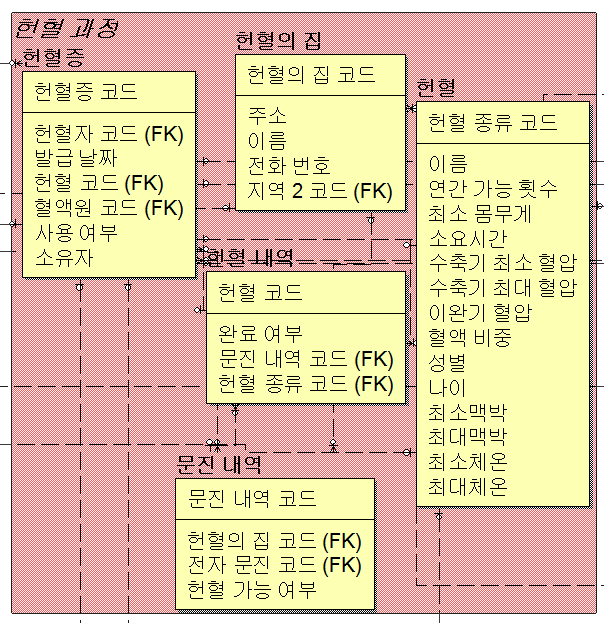 헌혈 과정
헌혈증
헌혈증 코드
헌혈자 코드 (FK)
발급 날짜
헌혈 코드 (FK)
혈액원 코드 (FK)
사용 여부
소유자
헌혈의 집
헌혈의 집 코드
주소
이름
전화 번호
지역 2 코드 (FK)
헌혈
헌혈 종류 코드
이름
연간 가능 횟수
최소 몸무게
소요시간
수축기 최소 혈압
수축기 최대 혈압
이완기 혈압
혈액 비중
성별
나이
최소맥박
최대맥박
최소체온
최대체온
헌혈 내역
헌혈 코드
완료 여부
문진 내역 코드 (FK)
헌혈 종류 코드 (FK)
문진 내역
문진 내역 코드
헌혈의 집 코드 (FK)
전자 문진 코드 (FK)
헌혈 가능 여부